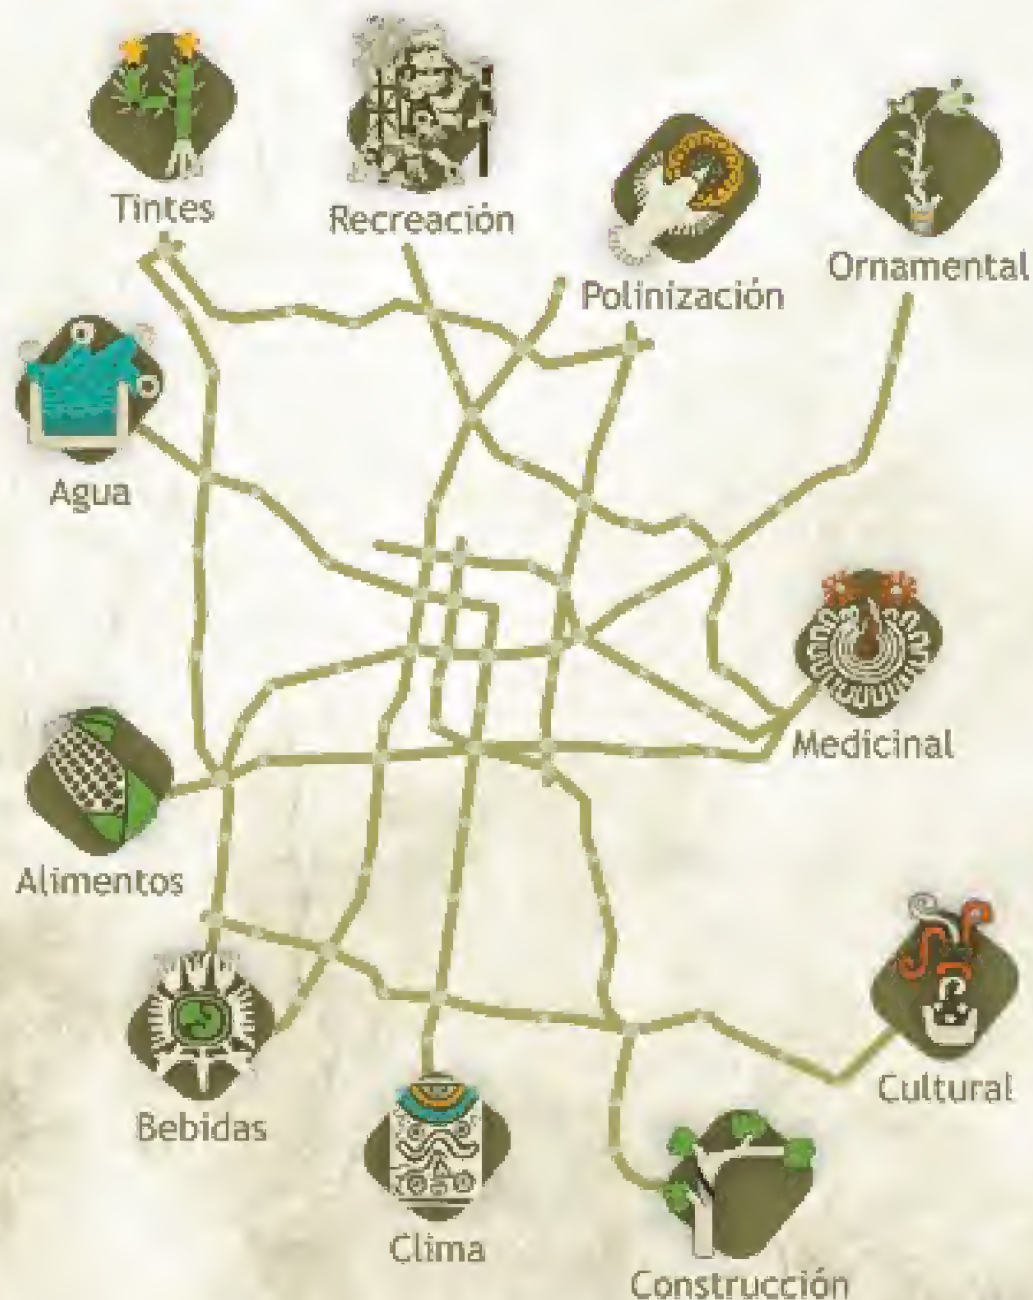 Tintes
Recreación
Polinización
Ornamental
Agua
Medicinal
Alimentos
Cultural
Bebidas
Clima
Construcción